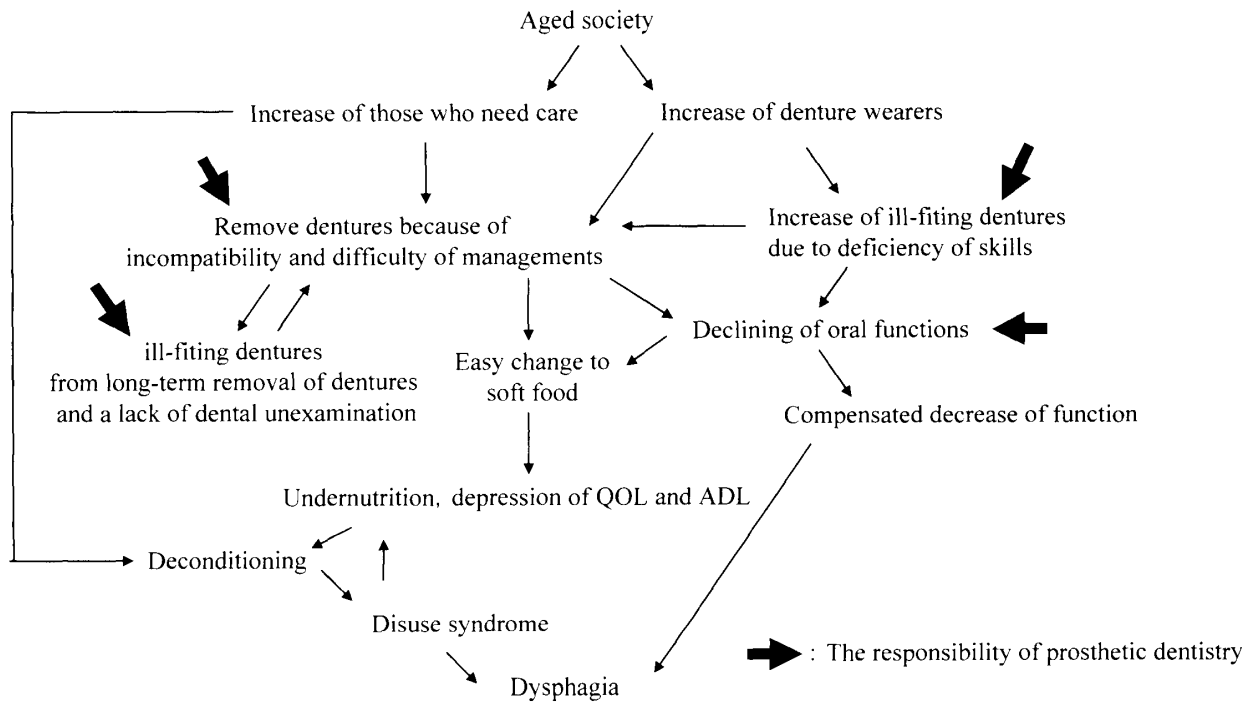 Aged society
Increase of those who need care
Increase of denture wearers
Remove dentures because of
incompatibility and difficulty of managements
Increase of ill-fiting dentures
due to deficiency of skills
ill-fiting dentures
from long-term removal of dentures
and a lack of dental unexamination
Easy change to
soft food
Declining of oral functions
Compensated decrease of function
Undernutrition, depression of QOL and ADL
Deconditioning
Disuse syndrome
Dysphagia
: The responsibility of prosthetic dentistry